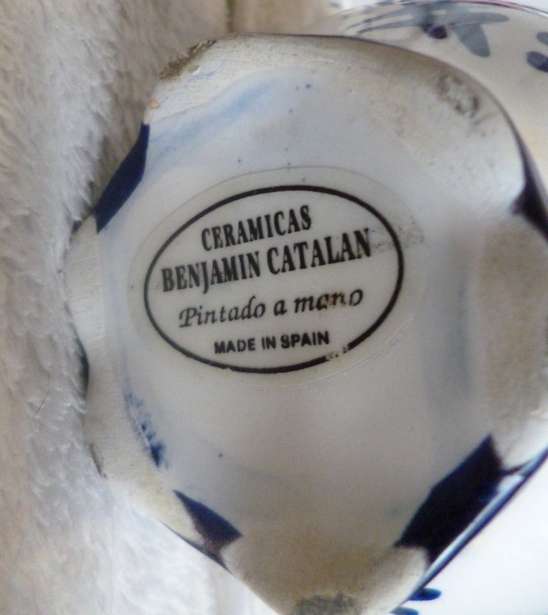 CERAMICAS
BENJAMIN CATALAN
Pintado a mano
MADE IN SPAIN